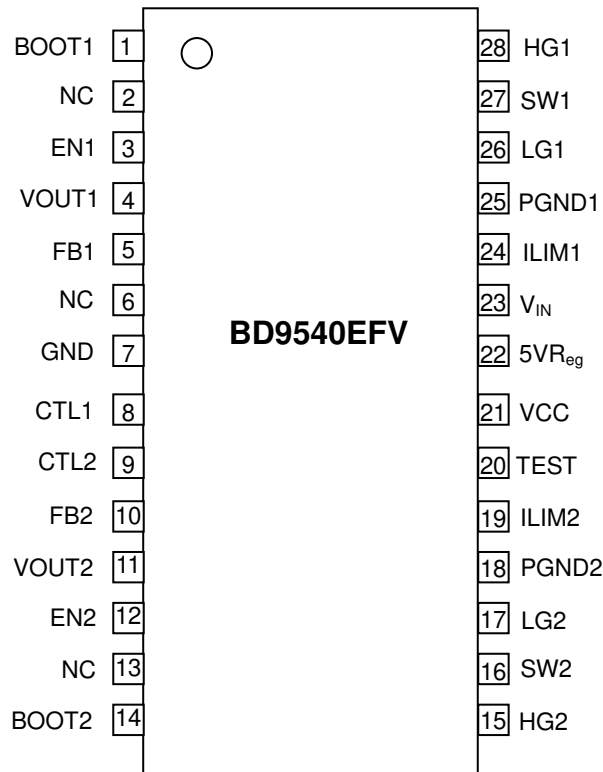 BOOT1 1 28 HG1
NC 2 27 SW1
EN1 3 26 LG1
VOUT1 4 25 PGND1
FB1 5 24 ILIM1
NC 6 23 VIN
BD9540EFV
GND 7 22 5VReg
CTL1 8 21 VCC
CTL2 9 20 TEST
FB2 10 19 ILIM2
VOUT2 11 18 PGND2
EN2 12 17 LG2
NC 13 16 SW2
BOOT2 14 15 HG2